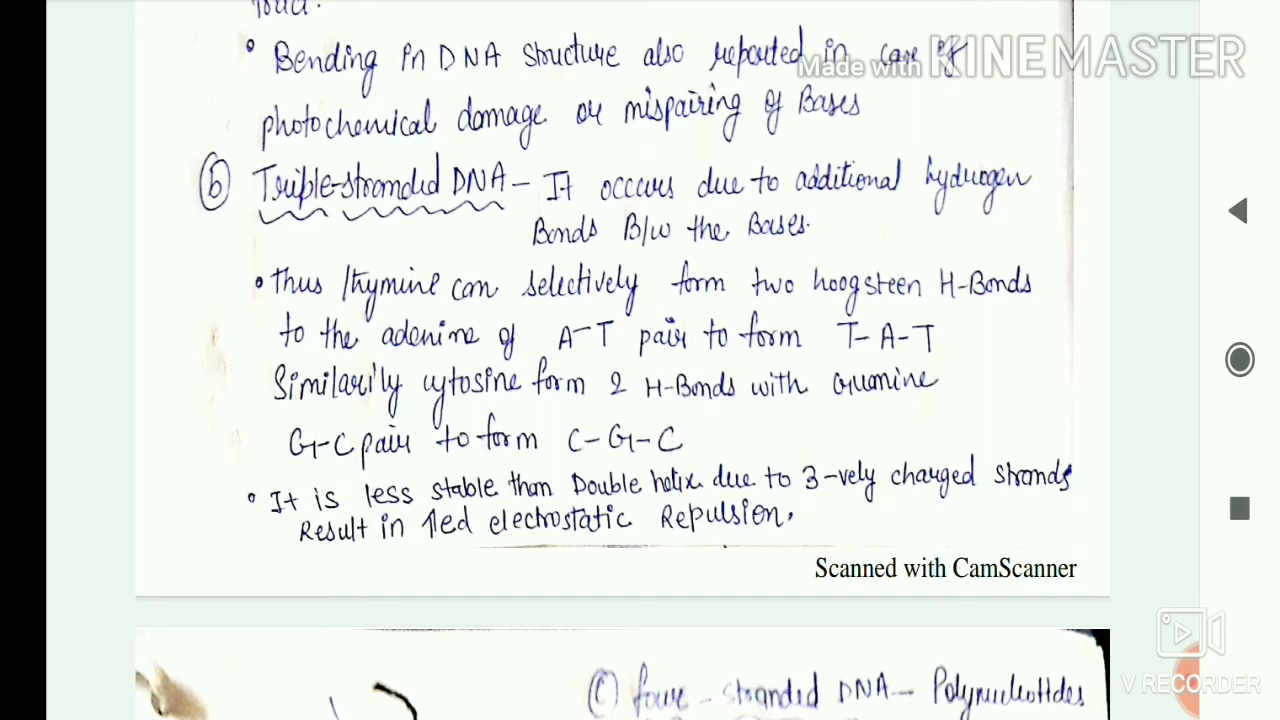 • Bending in DNA structure also reported in case of
Made with KINEMASTER
photochemical damage or mispairing of Bases
(b) Triple-stranded DNA – It occurs due to additional hydrogen
Bonds B/w the Bases.
• Thus thymine can selectively form two hoogsteen H-Bonds
to the adenine of A-T pair to form T-A-T
Similarily cytosine form 2 H-Bonds with Guanine
G-C pair to form C-G-C
• It is less stable than Double helix due to 3-vely charged strands
Result in ↑ed electrostatic Repulsion.
Scanned with CamScanner
(C) four-stranded DNA – Polynucleotides
V RECORDER